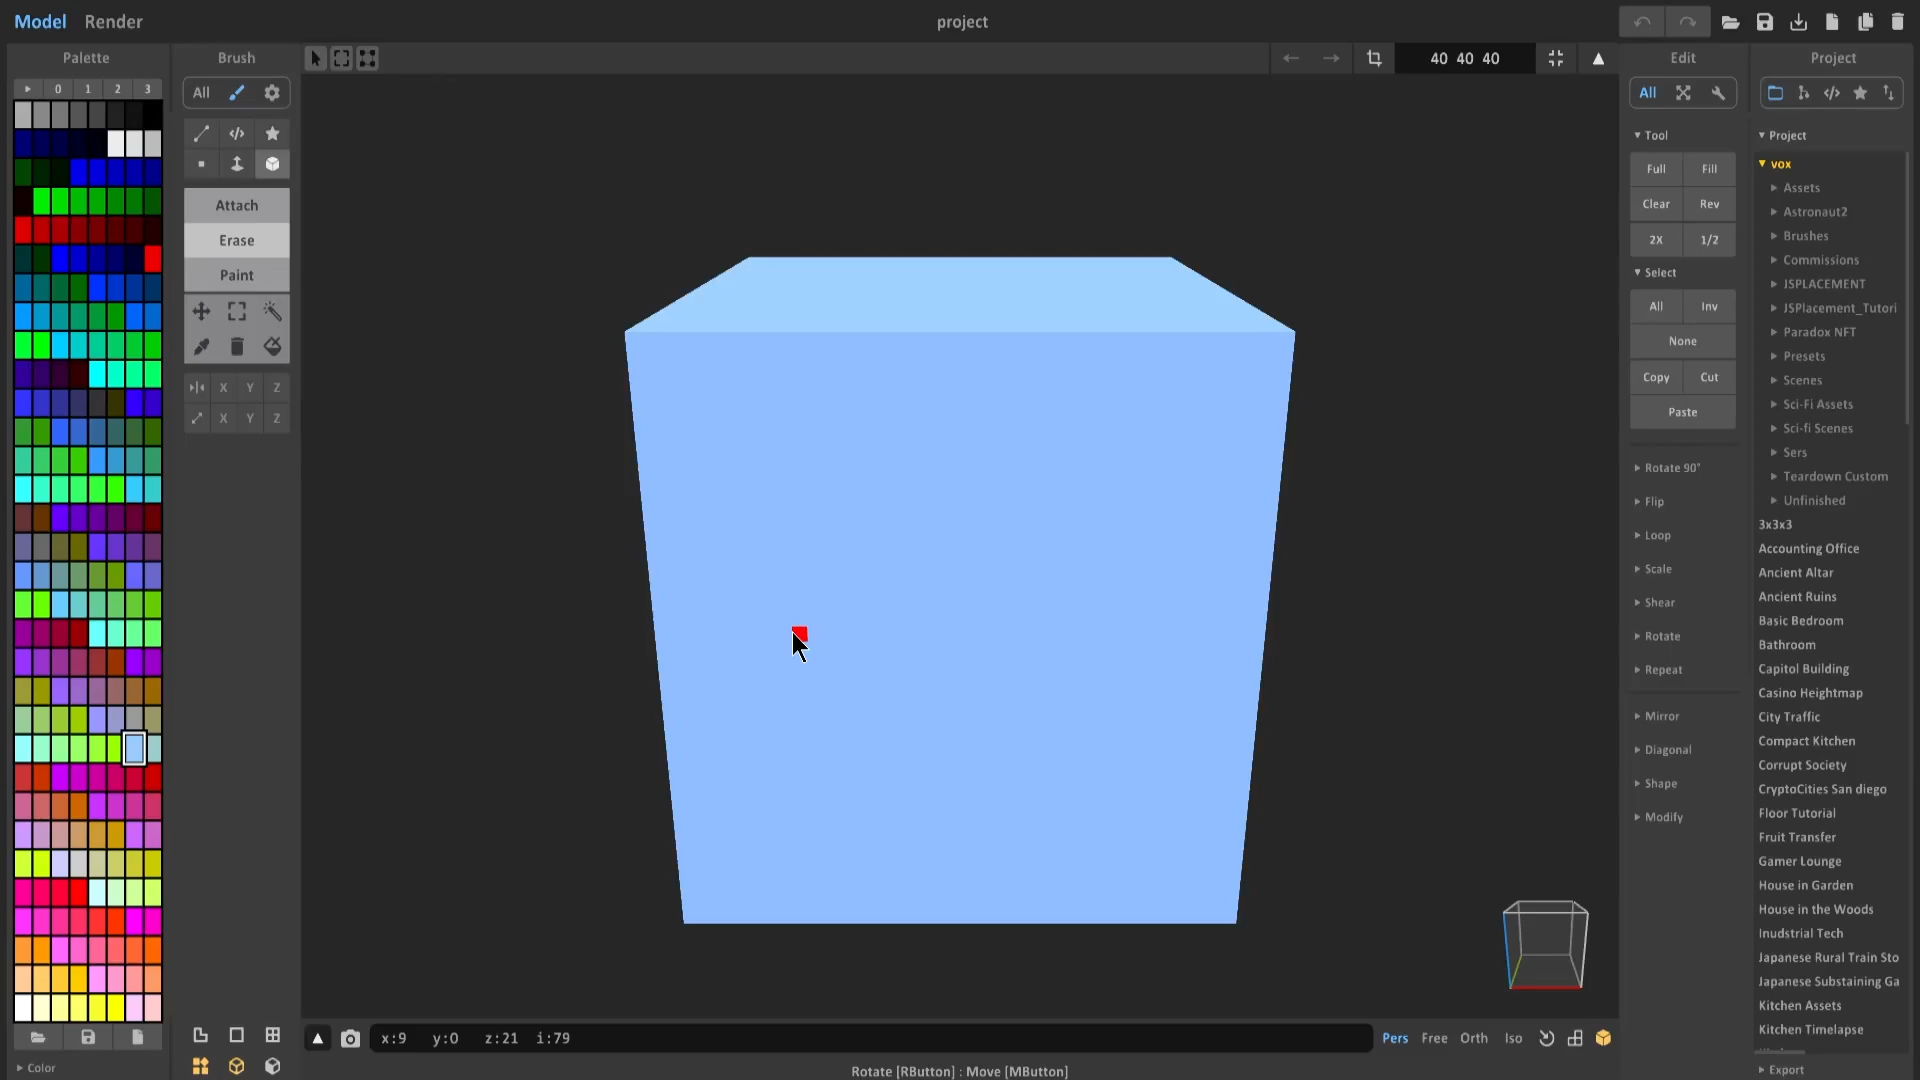 Model Render project
Palette Brush 40 40 40 Edit Project
0 1 2 3
All
All
Tool
Project
Full Fill
vox
Clear Rev
Assets
Attach
Astronaut2
Erase
2X 1/2
Brushes
Paint
Select
Commissions
JSPLACEMENT
All Inv
JSPlacement_Tutori
None
Paradox NFT
Presets
Copy Cut
Scenes
X Y Z
Paste
Sci-Fi Assets
X Y Z
Sci-fi Scenes
Sers
Rotate 90°
Teardown Custom
Flip
Unfinished
Loop
3x3x3
Accounting Office
Scale
Ancient Altar
Shear
Ancient Ruins
Rotate
Basic Bedroom
Bathroom
Repeat
Capitol Building
Casino Heightmap
Mirror
City Traffic
Diagonal
Compact Kitchen
Corrupt Society
Shape
CryptoCities San diego
Modify
Floor Tutorial
Fruit Transfer
Gamer Lounge
House in Garden
House in the Woods
Inudstrial Tech
Japanese Rural Train Sto
Japanese Substaining Ga
Kitchen Assets
Kitchen Timelapse
x:9 y:0 z:21 i:79 Pers Free Orth Iso
Color
Rotate [RButton] : Move [MButton]
Export